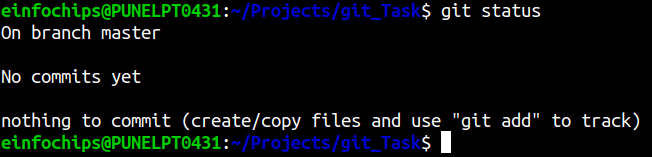 einfochips@PUNELPT0431:~/Projects/git_Task$ git status
On branch master
No commits yet
nothing to commit (create/copy files and use "git add" to track)
einfochips@PUNELPT0431:~/Projects/git_Task$